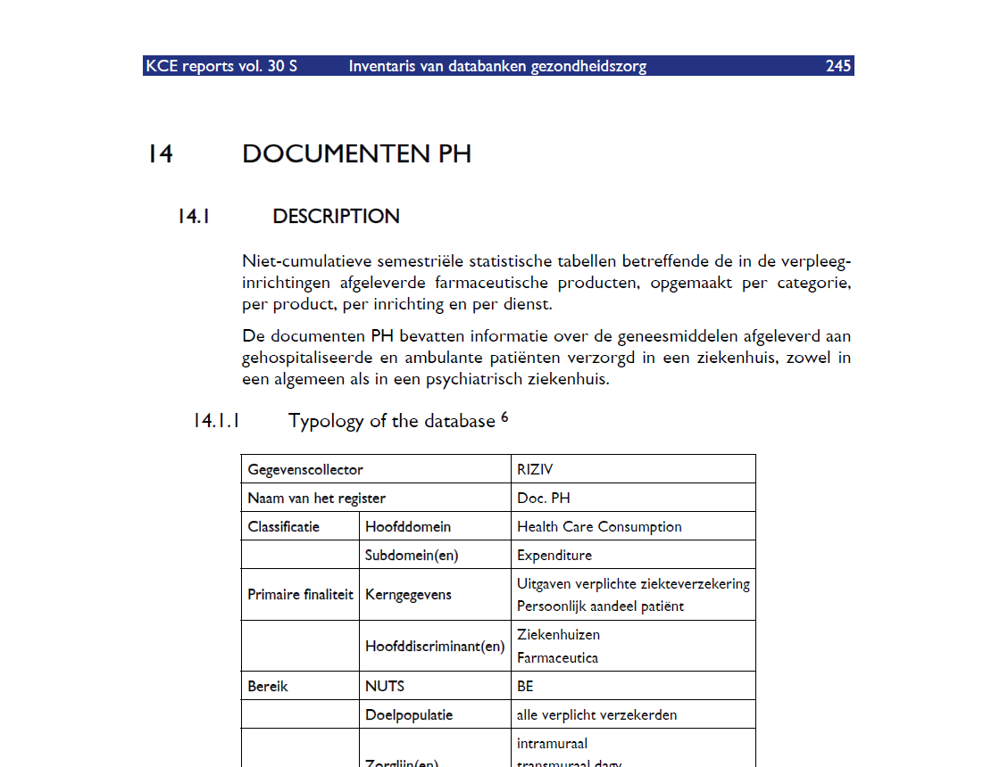 KCE reports vol. 30 S Inventaris van databanken gezondheidszorg 245
14 DOCUMENTEN PH
14.1 DESCRIPTION
Niet-cumulatieve semestriële statistische tabellen betreffende de in de verpleeg-
inrichtingen afgeleverde farmaceutische producten, opgemaakt per categorie,
per product, per inrichting en per dienst.
De documenten PH bevatten informatie over de geneesmiddelen afgeleverd aan
gehospitaliseerde en ambulante patiënten verzorgd in een ziekenhuis, zowel in
een algemeen als in een psychiatrisch ziekenhuis.
14.1.1 Typology of the database 6
Gegevenscollector RIZIV
Naam van het register Doc. PH
Classificatie Hoofddomein Health Care Consumption
Subdomein(en) Expenditure
Primaire finaliteit Kerngegevens Uitgaven verplichte ziekteverzekering
Persoonlijk aandeel patiënt
Hoofddiscriminant(en) Ziekenhuizen
Farmaceutica
Bereik NUTS BE
Doelpopulatie alle verplicht verzekerden
intramuraal
Zorglijn(en) transmuraal dagv